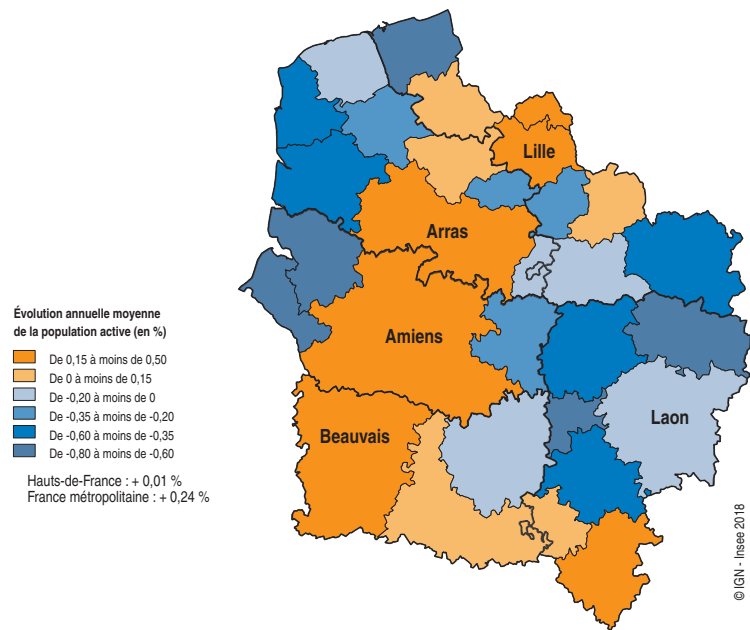 Lille
Arras
Évolution annuelle moyenne
de la population active (en %)
Amiens
De 0,15 à moins de 0,50
De 0 à moins de 0,15
De -0,20 à moins de 0
De -0,35 à moins de -0,20
De -0,60 à moins de -0,35
De -0,80 à moins de -0,60
Laon
Beauvais
Hauts-de-France : + 0,01 %
France métropolitaine : + 0,24 %
© IGN - Insee 2018